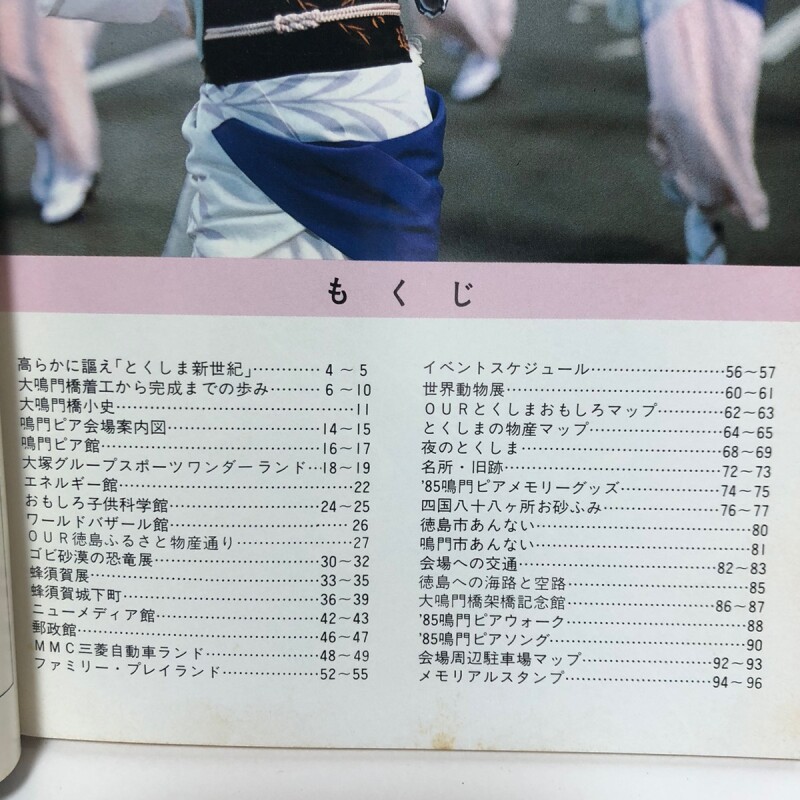 もくじ
高らかに謳え「とくしま新世紀」…………4～5
大鳴門橋着工から完成までの歩み…………6～10
大鳴門橋小史…………11
鳴門ピア会場案内図…………14～15
鳴門ピア館…………16～17
大塚グループスポーツワンダーランド…18～19
エネルギー館…………22
おもしろ子供科学館…………24～25
ワールドバザール館…………26
OUR徳島ふるさと物産通り…………27
ゴビ砂漠の恐竜展…………30～32
蜂須賀展…………33～35
蜂須賀城下町…………36～39
ニューメディア館…………42～43
郵政館…………46～47
MMC三菱自動車ランド…………48～49
ファミリー・プレイランド…………52～55
イベントスケジュール…………56～57
世界動物展…………60～61
OURとくしまおもしろマップ…………62～63
とくしまの物産マップ…………64～65
夜のとくしま…………68～69
名所・旧跡…………72～73
'85鳴門ピアメモリーグッズ…………74～75
四国八十八ヶ所お砂ふみ…………76～77
徳島市あんない…………80
鳴門市あんない…………81
会場への交通…………82～83
徳島への海路と空路…………85
大鳴門橋架橋記念館…………86～87
'85鳴門ピアウォーク…………88
'85鳴門ピアソング…………90
会場周辺駐車場マップ…………92～93
メモリアルスタンプ…………94～96